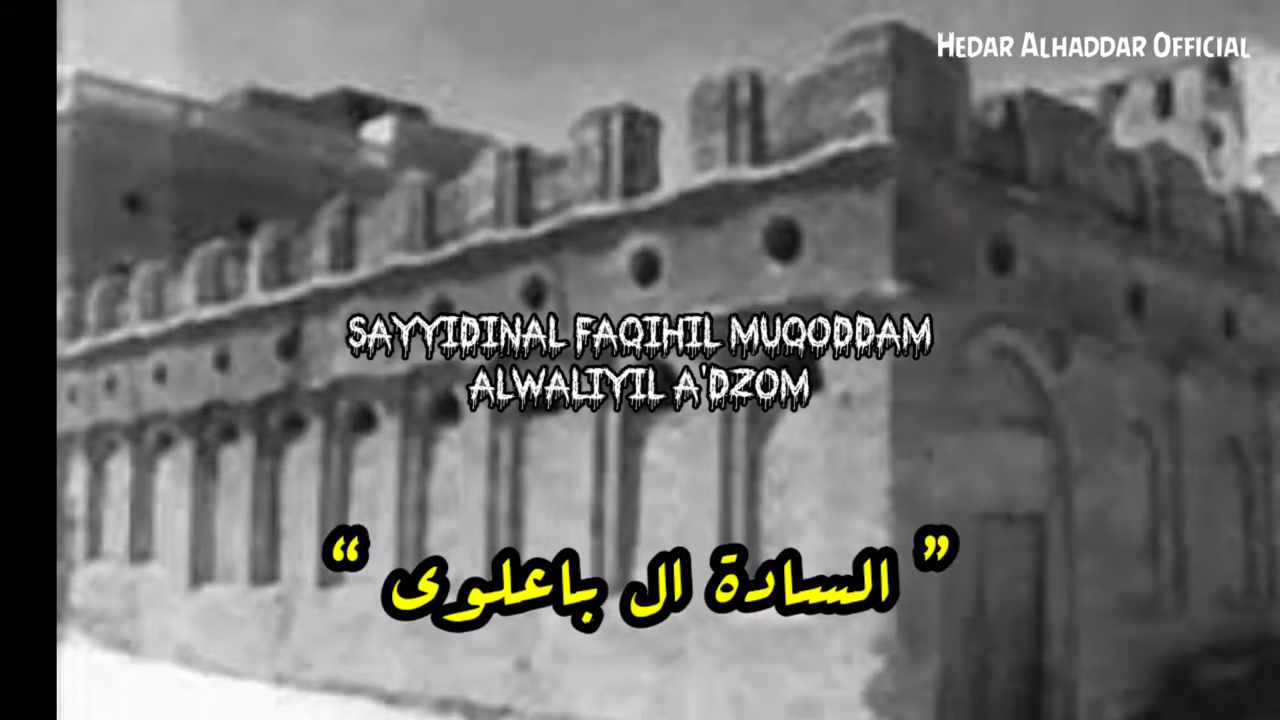 HEDAR ALHADDAR OFFICIAL
SAYYIDINAL FAQIHIL MUQODDAM
ALWALIYIL A'DZOM
” السادة ال باعلوى “